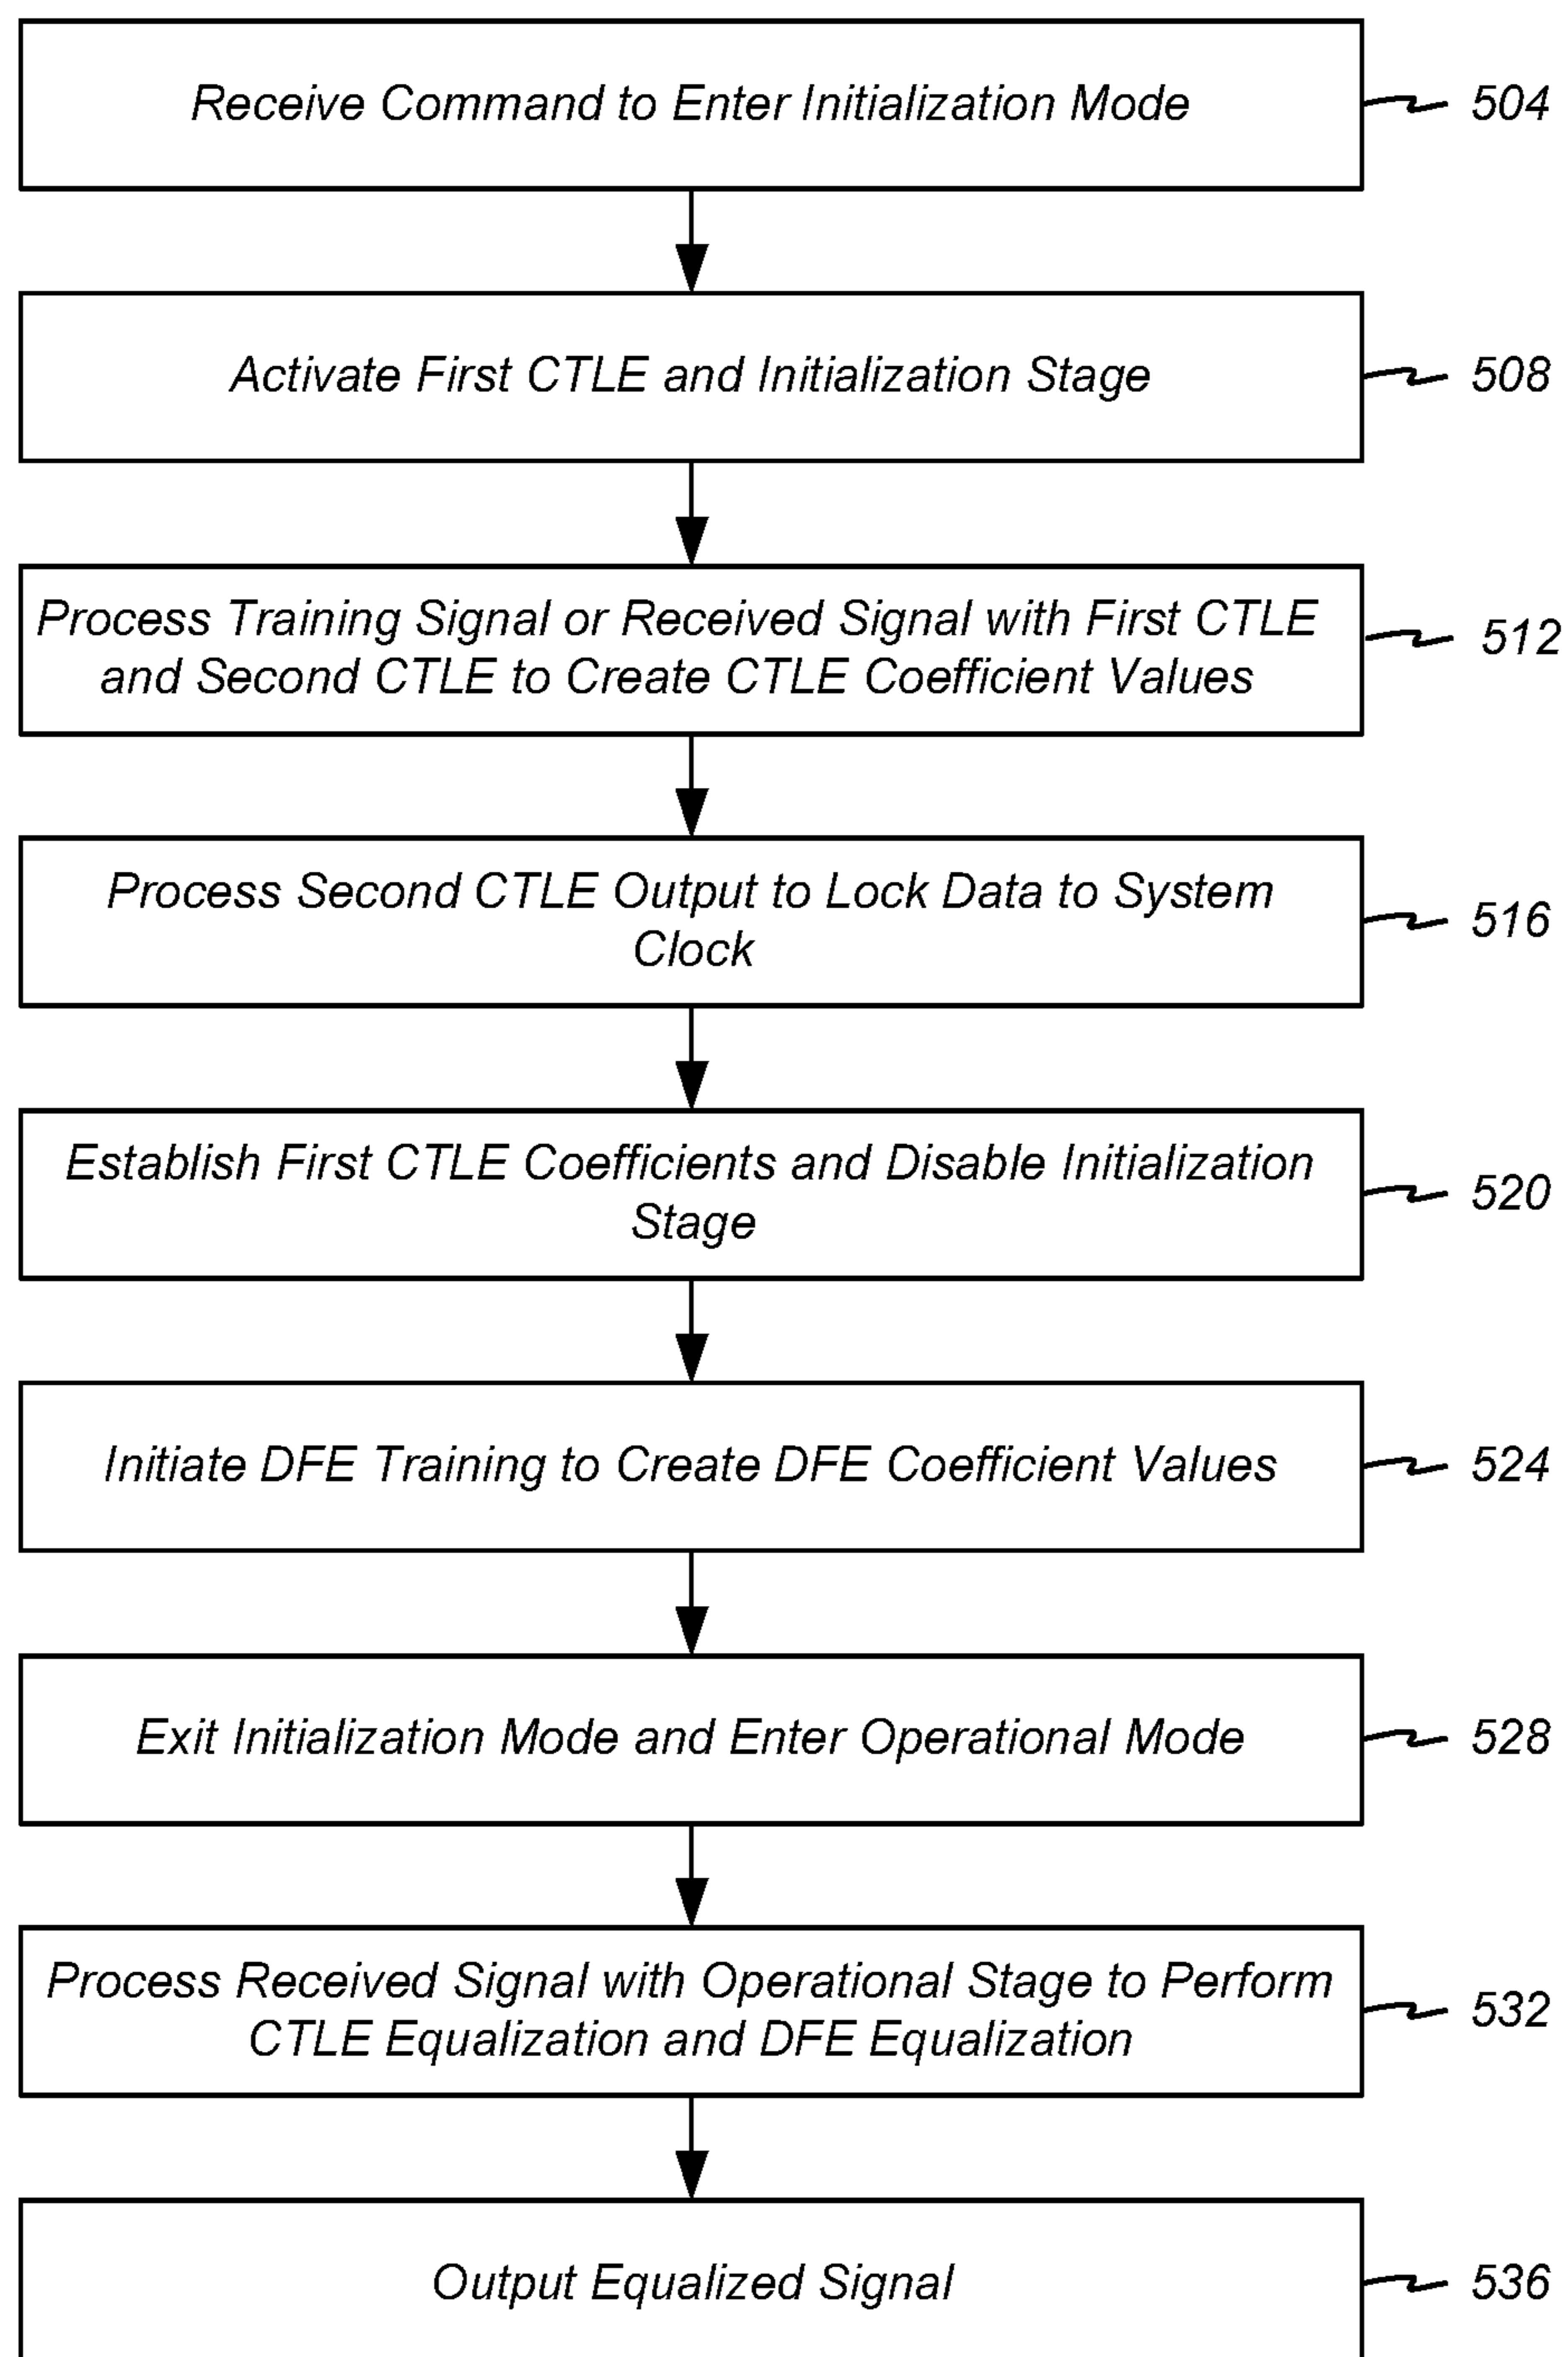 Receive Command to Enter Initialization Mode
504
Activate First CTLE and Initialization Stage
508
Process Training Signal or Received Signal with First CTLE
and Second CTLE to Create CTLE Coefficient Values
512
Process Second CTLE Output to Lock Data to System
Clock
516
Establish First CTLE Coefficients and Disable Initialization
Stage
520
Initiate DFE Training to Create DFE Coefficient Values
524
Exit Initialization Mode and Enter Operational Mode
528
Process Received Signal with Operational Stage to Perform
CTLE Equalization and DFE Equalization
532
Output Equalized Signal
536